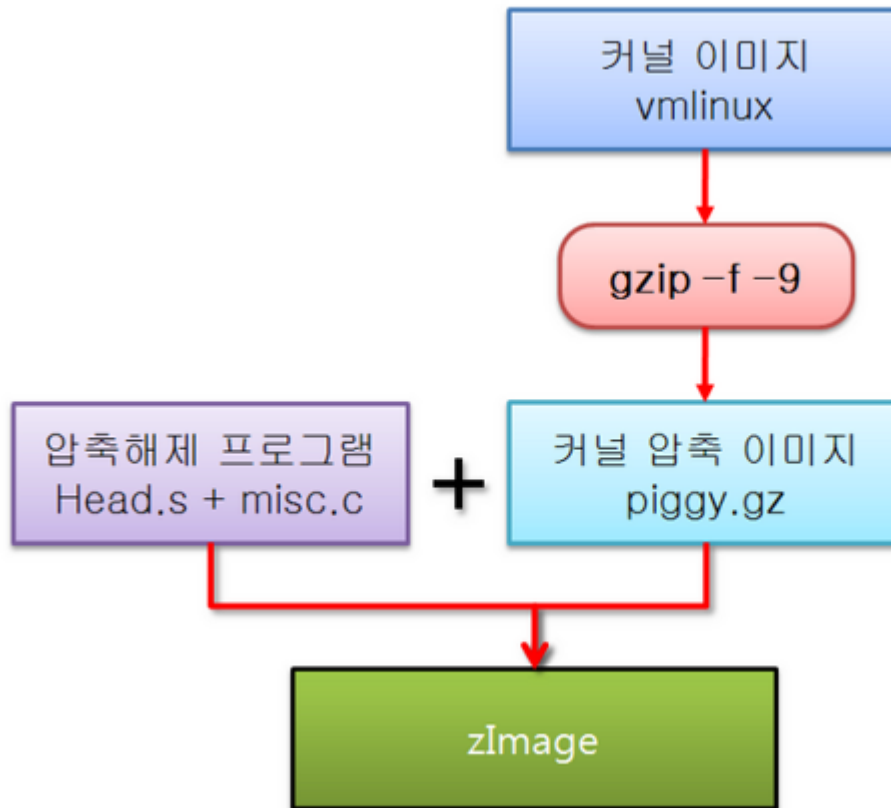 커널 이미지
vmlinux
gzip –f –9
압축해제 프로그램
Head.s + misc.c
+
커널 압축 이미지
piggy.gz
zImage